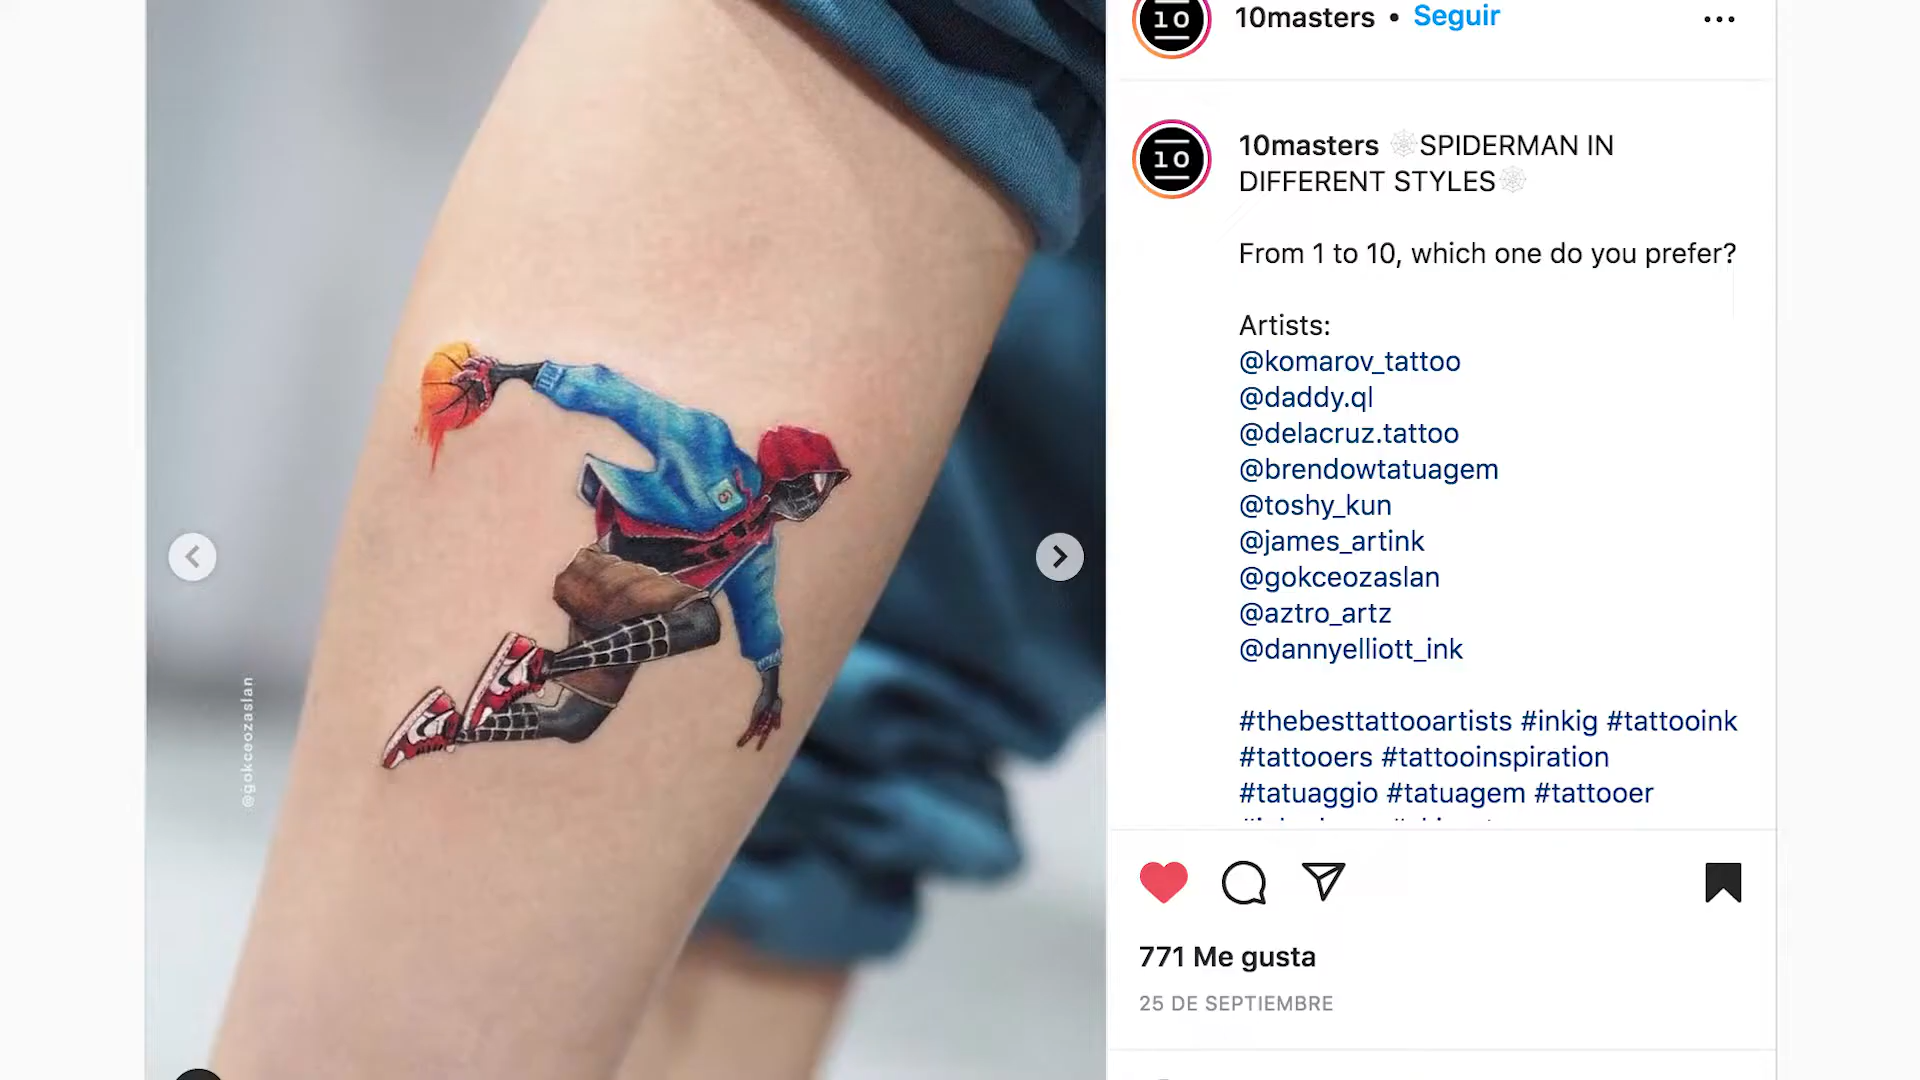 10
10masters • Seguir
10
10masters 🕸️SPIDERMAN IN
DIFFERENT STYLES🕸️
From 1 to 10, which one do you prefer?
Artists:
@komarov_tattoo
@daddy.ql
@delacruz.tattoo
@brendowtatuagem
@toshy_kun
@james_artink
@gokceozaslan
@aztro_artz
@dannyelliott_ink
#thebesttattooartists #inkig #tattooink
#tattooers #tattooinspiration
#tatuaggio #tatuagem #tattooer
771 Me gusta
25 DE SEPTIEMBRE
@gokceozaslan